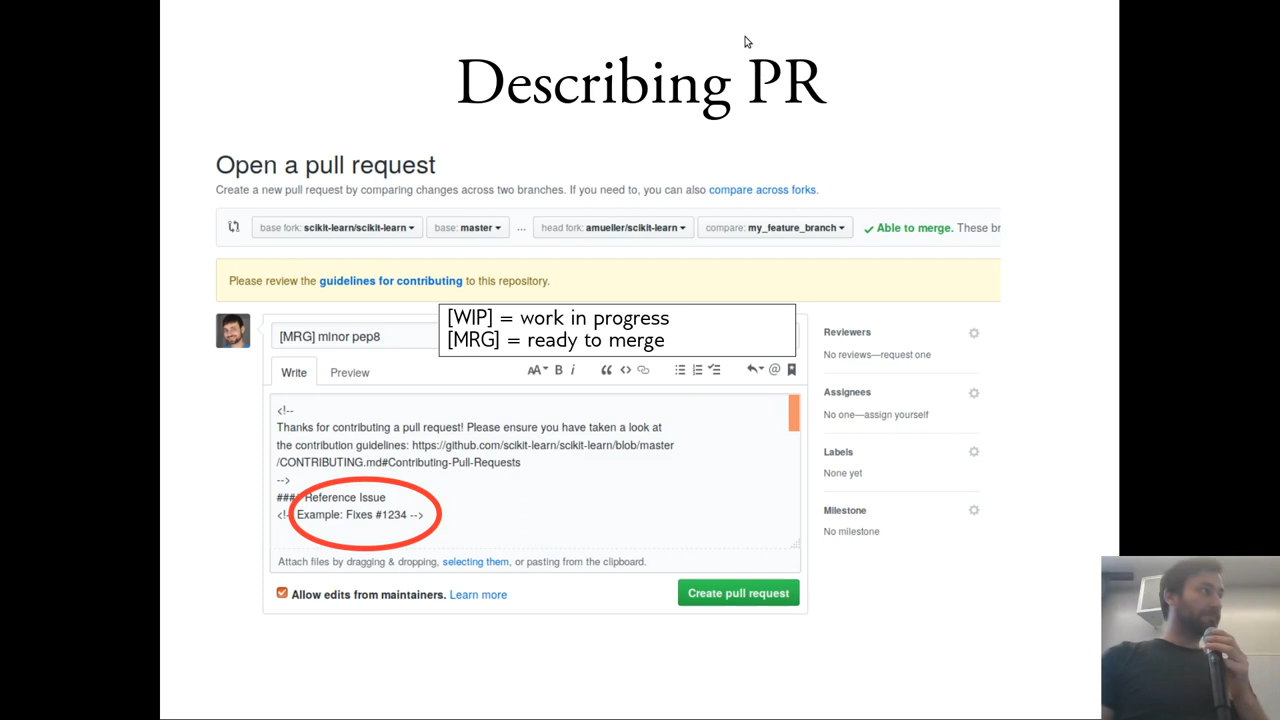 Describing PR
Open a pull request
Create a new pull request by comparing changes across two branches. If you need to, you can also compare across forks.
base fork: scikit-learn/scikit-learn base: master ... head fork: amueller/scikit-learn compare: my_feature_branch Able to merge. These br
Please review the guidelines for contributing to this repository.
[WIP] = work in progress
[MRG] = ready to merge
[MRG] minor pep8
Write Preview
AA B i
<!--
Thanks for contributing a pull request! Please ensure you have taken a look at
the contribution guidelines: https://github.com/scikit-learn/scikit-learn/blob/master
/CONTRIBUTING.md#Contributing-Pull-Requests
-->
#### Reference Issue
<!-- Example: Fixes #1234 -->
Attach files by dragging & dropping, selecting them, or pasting from the clipboard.
Allow edits from maintainers. Learn more
Create pull request
Reviewers
No reviews—request one
Assignees
No one—assign yourself
Labels
None yet
Milestone
No milestone